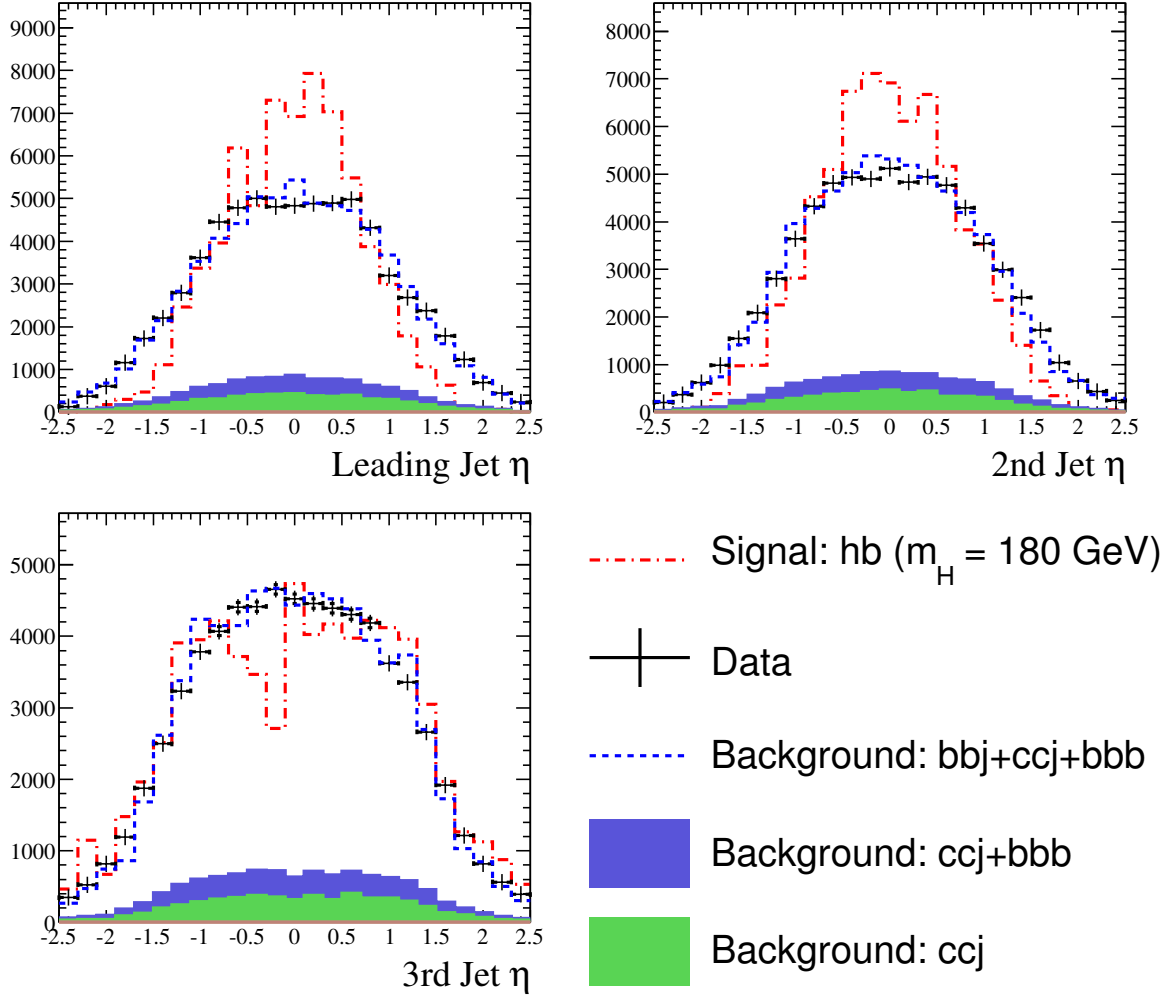 9000
8000
7000
6000
5000
4000
3000
2000
1000
0
-2.5 -2 -1.5 -1 -0.5 0 0.5 1 1.5 2 2.5
Leading Jet η
8000
7000
6000
5000
4000
3000
2000
1000
0
-2.5 -2 -1.5 -1 -0.5 0 0.5 1 1.5 2 2.5
2nd Jet η
5000
4000
3000
2000
1000
0
-2.5 -2 -1.5 -1 -0.5 0 0.5 1 1.5 2 2.5
3rd Jet η
Signal: hb (m_H = 180 GeV)
Data
Background: bbj+ccj+bbb
Background: ccj+bbb
Background: ccj